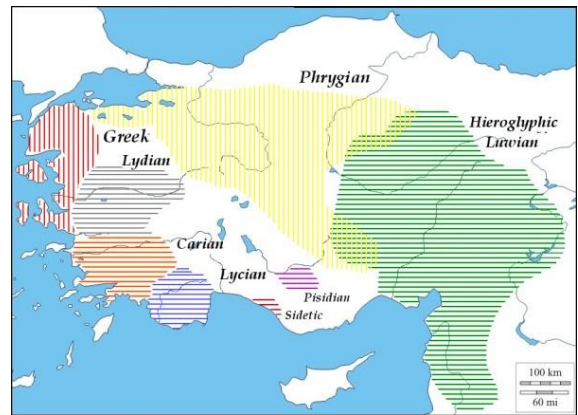 Phrygian
Hieroglyphic
Luwian
Greek
Lydian
Carian
Lycian
Pisidian
Sidetic
100 km
60 mi